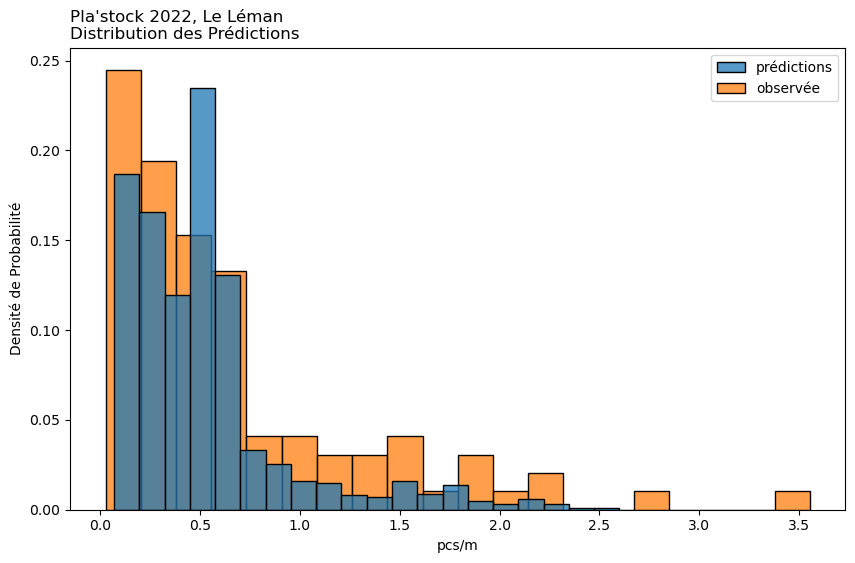 Pla'stock 2022, Le Léman
Distribution des Prédictions
prédictions
observée
Densité de Probabilité
0.25
0.20
0.15
0.10
0.05
0.00
0.0
0.5
1.0
1.5
2.0
2.5
3.0
3.5
pcs/m